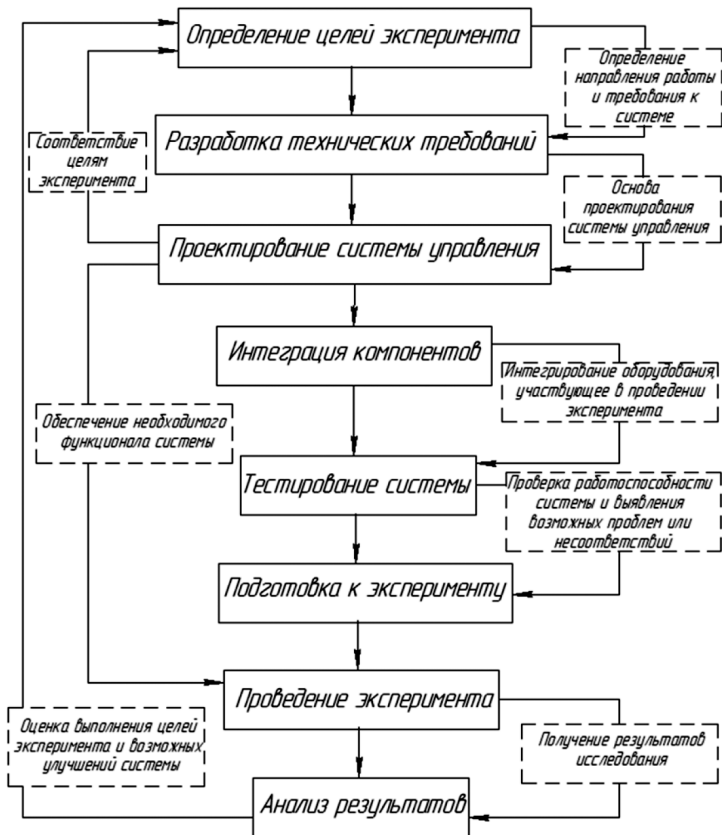 Определение целей эксперимента
Определение
направления работы
и требования к
системе
Разработка технических требований
Соответствие
целям
эксперимента
Основа
проектирования
системы управления
Проектирование системы управления
Интеграция компонентов
Интегрирование оборудования,
участвующее в проведении
эксперимента
Обеспечение необходимого
функционала системы
Тестирование системы
Проверка работоспособности
системы и выявления
возможных проблем или
несоответствий
Подготовка к эксперименту
Проведение эксперимента
Оценка выполнения целей
эксперимента и возможных
улучшений системы
Получение результатов
исследования
Анализ результатов